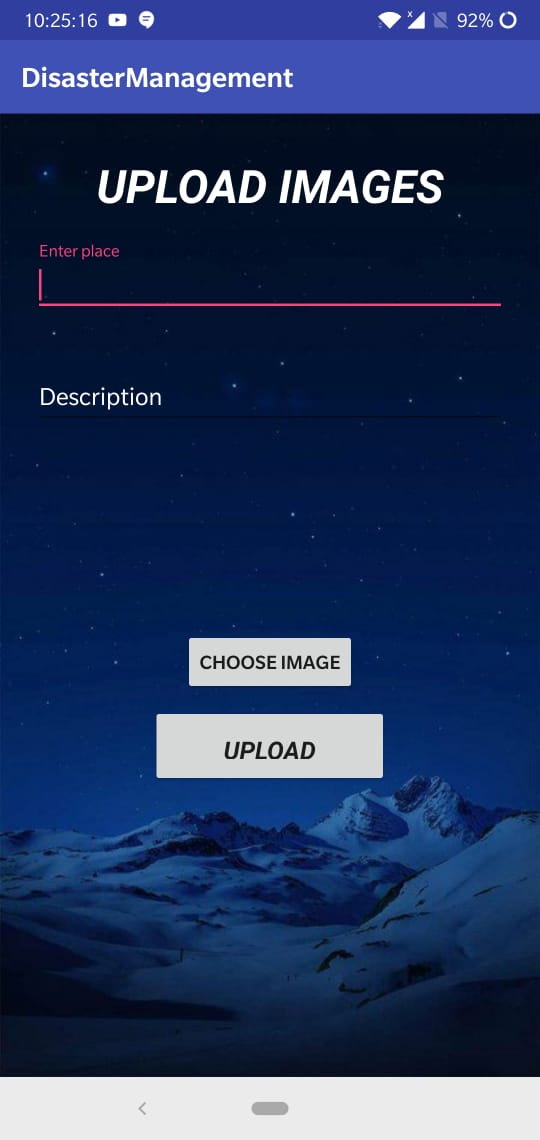 10:25:16
x
92%
DisasterManagement
UPLOAD IMAGES
Enter place
Description
CHOOSE IMAGE
UPLOAD